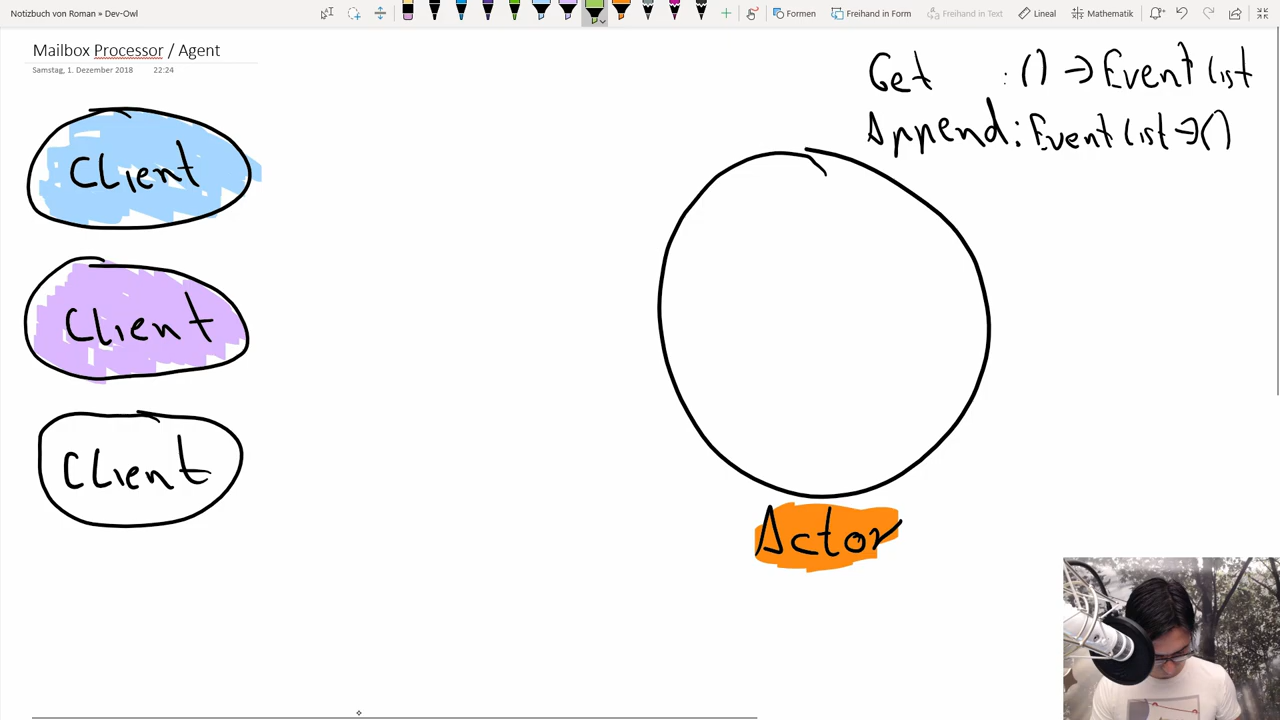 Notizbuch von Roman » Dev-Owl
Formen
Freihand in Form
Freihand in Text
Lineal
Mathematik
Mailbox Processor / Agent
Samstag, 1. Dezember 2018 22:24
Get : () → Event list
Append : Event list → ()
Client
Client
Client
Actor